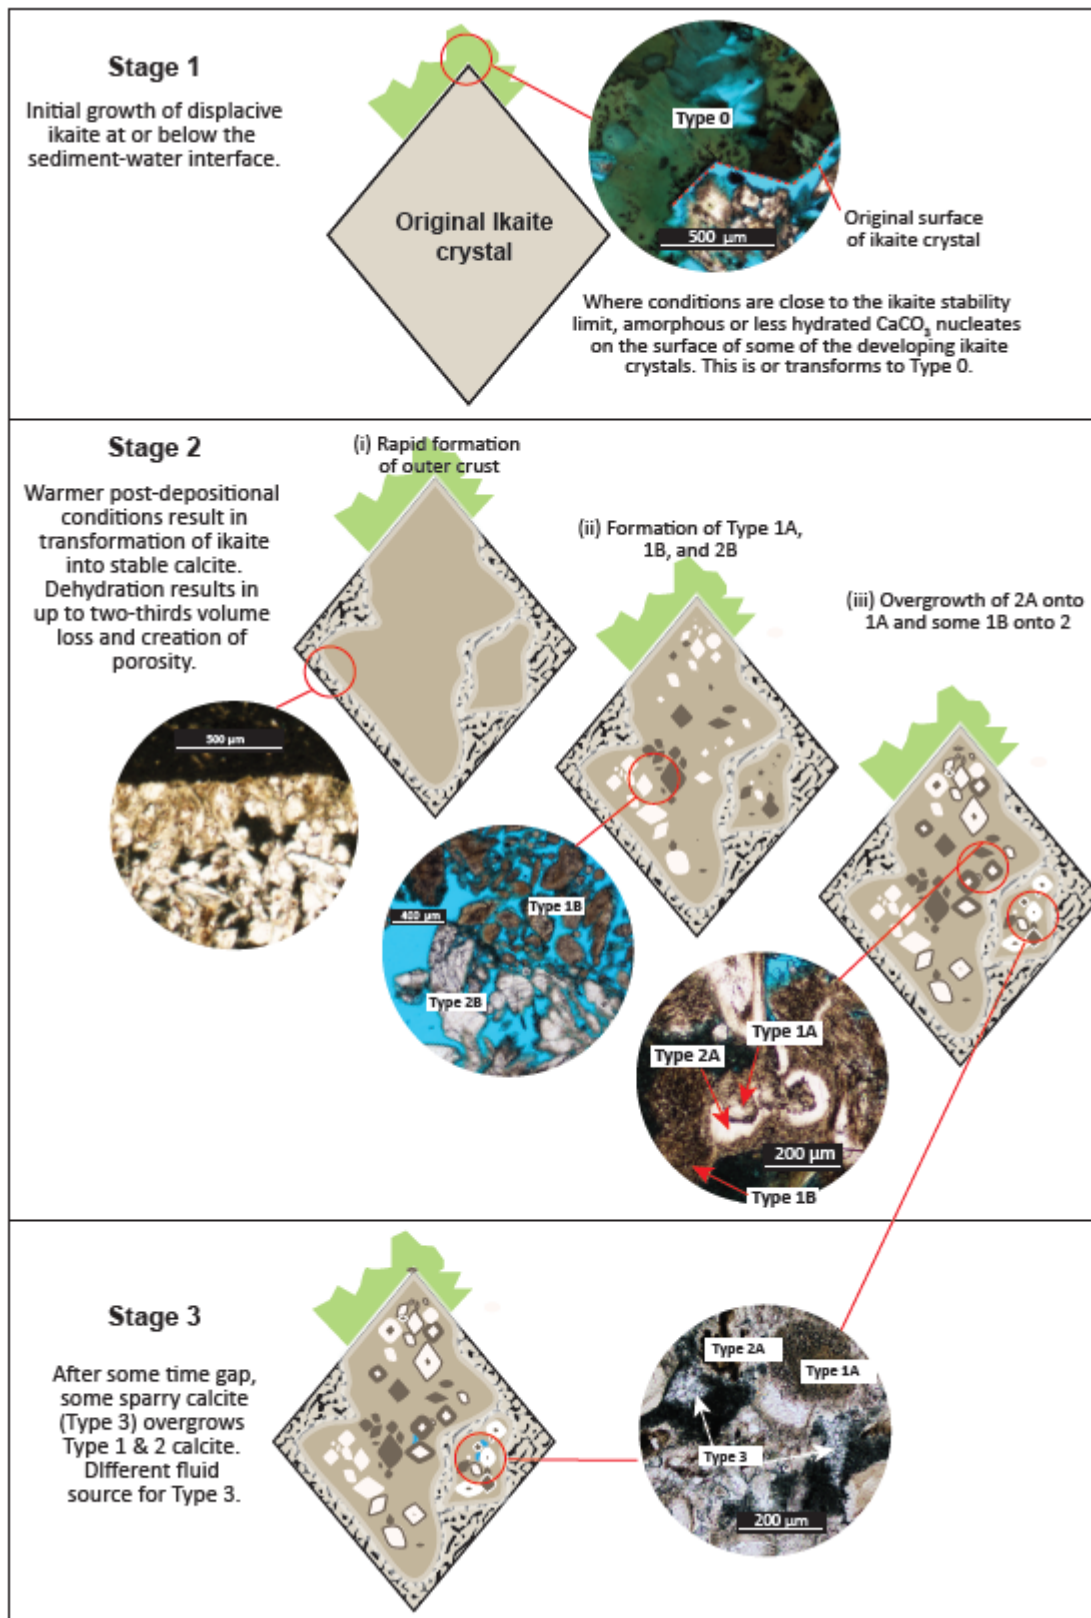 Stage 1
Initial growth of displacive
ikaite at or below the
sediment-water interface.
Original Ikaite
crystal
Type 0
500 µm
Original surface
of ikaite crystal
Where conditions are close to the ikaite stability
limit, amorphous or less hydrated CaCO₃ nucleates
on the surface of some of the developing ikaite
crystals. This is or transforms to Type 0.
Stage 2
Warmer post-depositional
conditions result in
transformation of ikaite
into stable calcite.
Dehydration results in
up to two-thirds volume
loss and creation of
porosity.
(i) Rapid formation
of outer crust
500 µm
(ii) Formation of Type 1A,
1B, and 2B
400 µm
Type 1B
Type 2B
(iii) Overgrowth of 2A onto
1A and some 1B onto 2
Type 1A
Type 2A
200 µm
Type 1B
Stage 3
After some time gap,
some sparry calcite
(Type 3) overgrows
Type 1 & 2 calcite.
DIfferent fluid
source for Type 3.
Type 2A
Type 1A
Type 3
200 µm